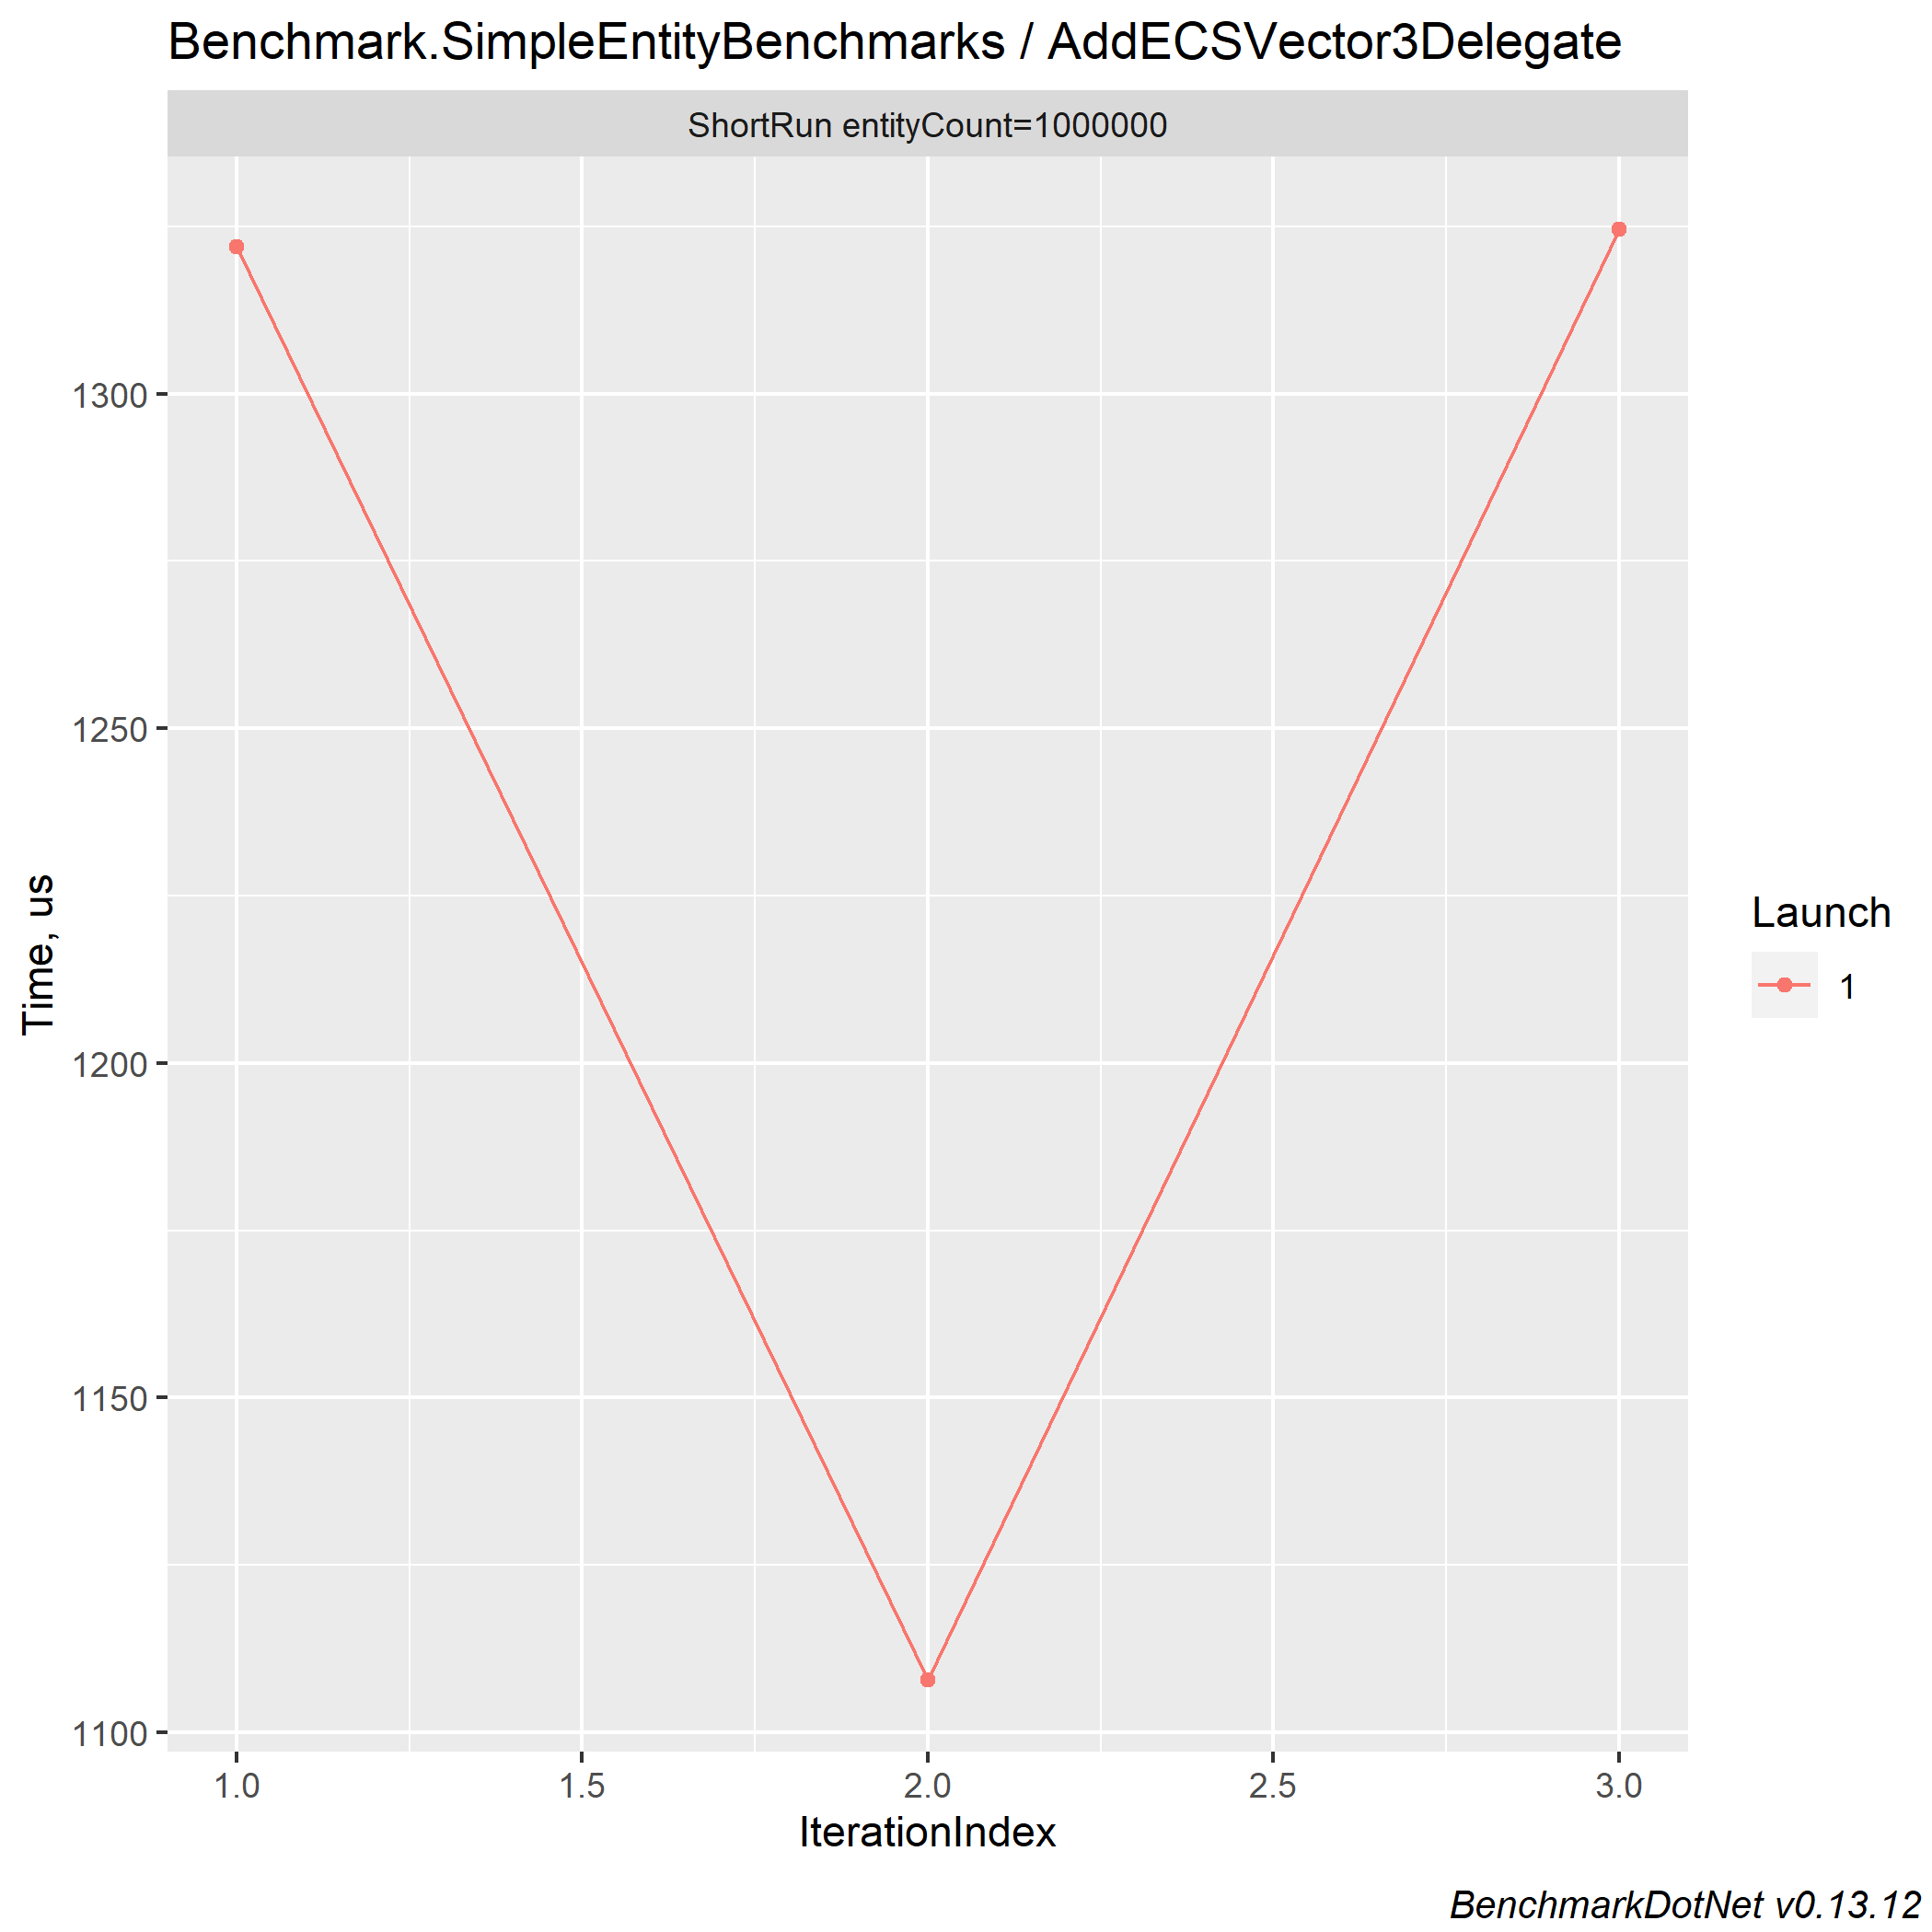 Benchmark.SimpleEntityBenchmarks / AddECSVector3Delegate
ShortRun entityCount=1000000
1300
1250
1200
1150
1100
Time, us
1.0 1.5 2.0 2.5 3.0
IterationIndex
Launch
1
BenchmarkDotNet v0.13.12